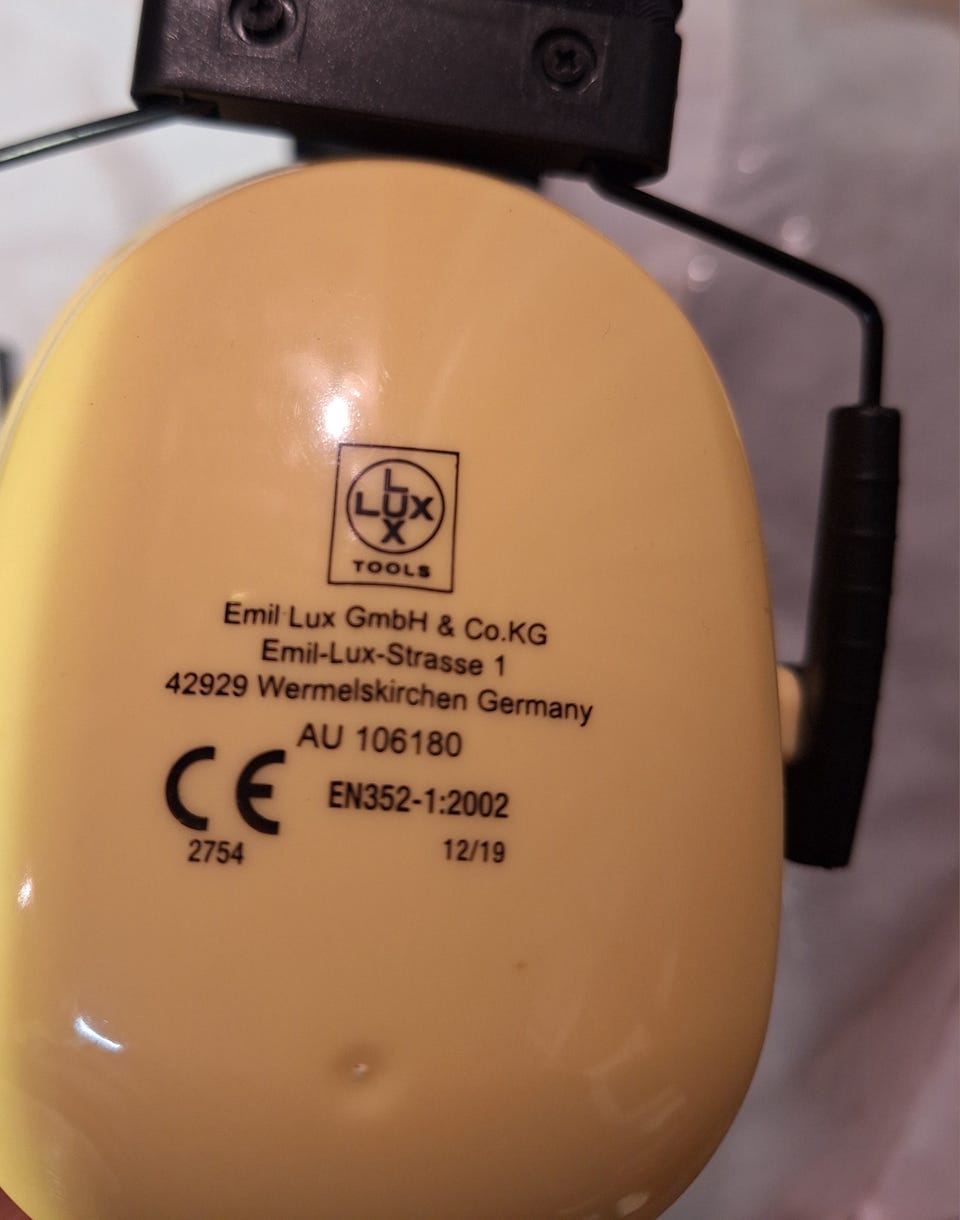 L
LUX
X
TOOLS
Emil Lux GmbH & Co.KG
Emil-Lux-Strasse 1
42929 Wermelskirchen Germany
AU 106180
CE EN352-1:2002
2754 12/19